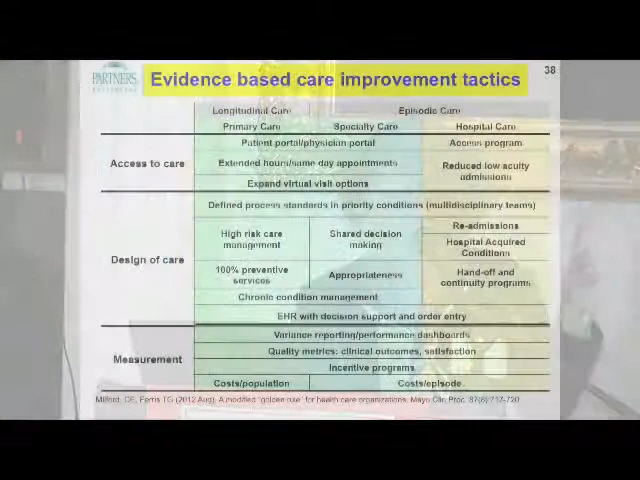 38
PARTNERS
HEALTHCARE
Evidence based care improvement tactics
Longitudinal Care Episodic Care
Primary Care Specialty Care Hospital Care
Access to care
Patient portal/physician portal Access program
Extended hours/same day appointments
Reduced low acuity
admissions
Expand virtual visit options
Design of care
Defined process standards in priority conditions (multidisciplinary teams)
High risk care
management
Shared decision
making
Re-admissions
Hospital Acquired
Conditions
100% preventive
services
Appropriateness
Hand-off and
continuity programs
Chronic condition management
EHR with decision support and order entry
Measurement
Variance reporting/performance dashboards
Quality metrics: clinical outcomes, satisfaction
Incentive programs
Costs/population Costs/episode
Milford, CE, Ferris TG (2012 Aug). A modified "golden rule" for health care organizations. Mayo Clin Proc. 87(8):717-720